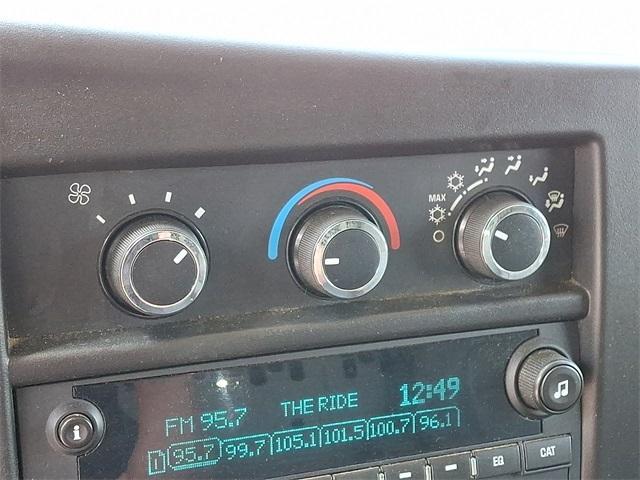 MAX
FM 95.7 THE RIDE 12:49
95.7 99.7 105.1 101.5 100.7 96.1
i
EQ CAT